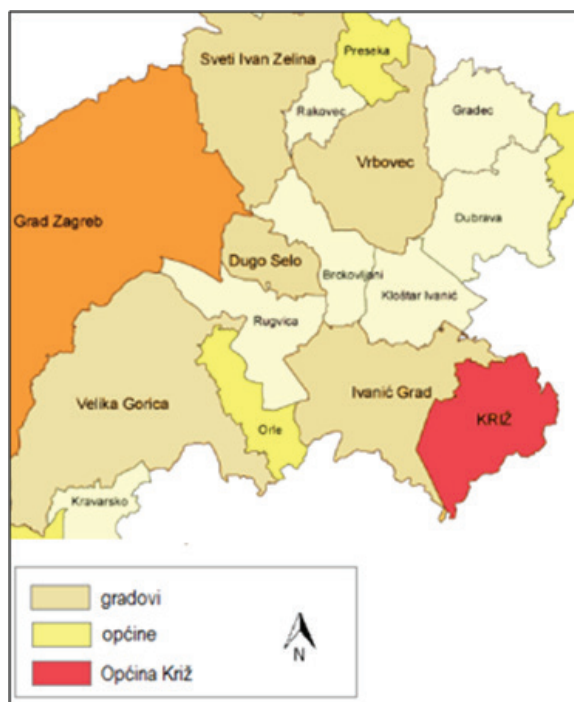 Sveti Ivan Zelina
Preseka
Rakovec
Gradec
Vrbovec
Grad Zagreb
Dubrava
Dugo Selo
Brckovljani
Kloštar Ivanić
Rugvica
Velika Gorica
Ivanić Grad
KRIŽ
Orle
Kravarsko
gradovi
općine
Općina Križ
N